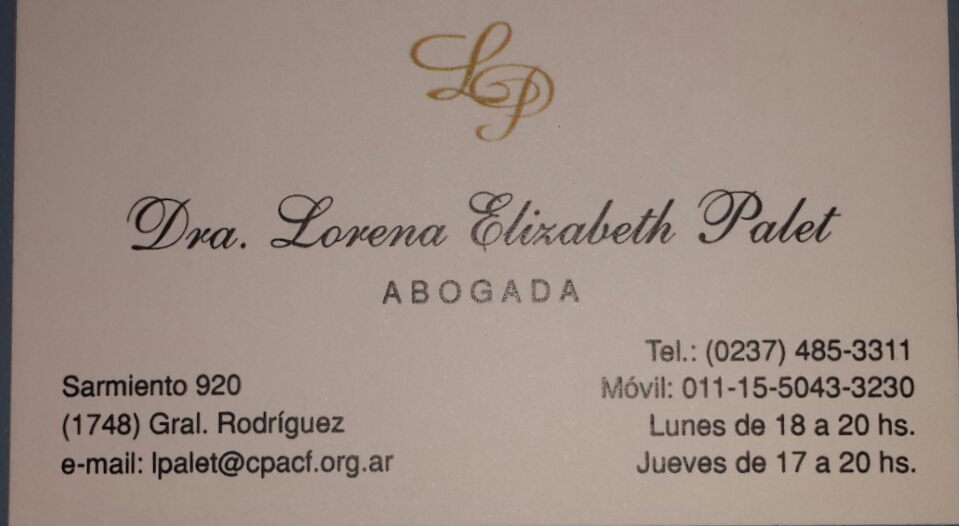 LP
Dra. Lorena Elizabeth Palet
ABOGADA
Sarmiento 920
(1748) Gral. Rodríguez
e-mail: lpalet@cpacf.org.ar
Tel.: (0237) 485-3311
Móvil: 011-15-5043-3230
Lunes de 18 a 20 hs.
Jueves de 17 a 20 hs.